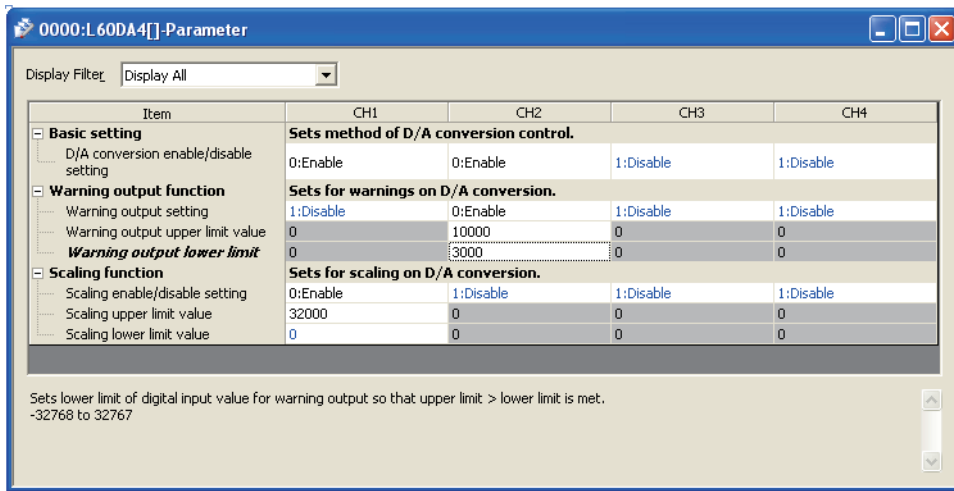 0000:L60DA4[]-Parameter
Display Filter Display All
Item CH1 CH2 CH3 CH4
Basic setting Sets method of D/A conversion control.
D/A conversion enable/disable setting 0:Enable 0:Enable 1:Disable 1:Disable
Warning output function Sets for warnings on D/A conversion.
Warning output setting 1:Disable 0:Enable 1:Disable 1:Disable
Warning output upper limit value 0 10000 0 0
Warning output lower limit 0 3000 0 0
Scaling function Sets for scaling on D/A conversion.
Scaling enable/disable setting 0:Enable 1:Disable 1:Disable 1:Disable
Scaling upper limit value 32000 0 0 0
Scaling lower limit value 0 0 0 0
Sets lower limit of digital input value for warning output so that upper limit > lower limit is met.
-32768 to 32767